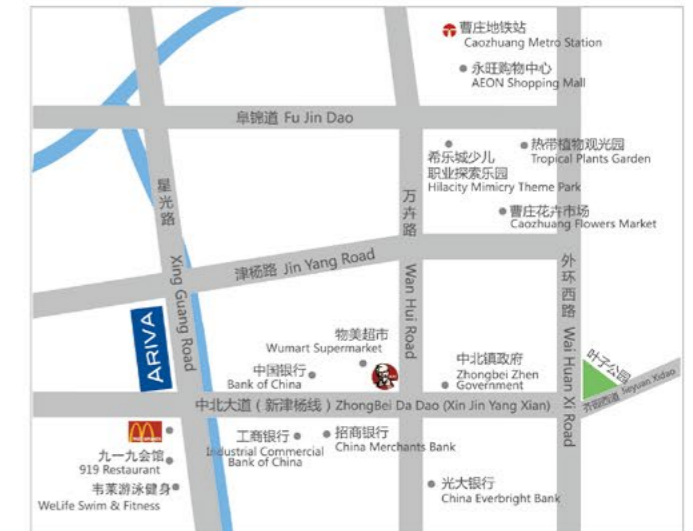 曹庄地铁站
Caozhuang Metro Station
永旺购物中心
AEON Shopping Mall
阜锦道 Fu Jin Dao
希乐城少儿
职业探索乐园
Hilacity Mimicry Theme Park
热带植物观光园
Tropical Plants Garden
曹庄花卉市场
Caozhuang Flowers Market
星光路 Xing Guang Road
万卉路 Wan Hui Road
津杨路 Jin Yang Road
外环西路 Wai Huan Xi Road
ARIVA
物美超市
Wumart Supermarket
中国银行
Bank of China
中北镇政府
Zhongbei Zhen
Government
叶子公园
芥园西道 Jieyuan Xidao
中北大道（新津杨线）ZhongBei Da Dao (Xin Jin Yang Xian)
九一九会馆
919 Restaurant
韦莱游泳健身
WeLife Swim & Fitness
工商银行
Industrial Commercial
Bank of China
招商银行
China Merchants Bank
光大银行
China Everbright Bank